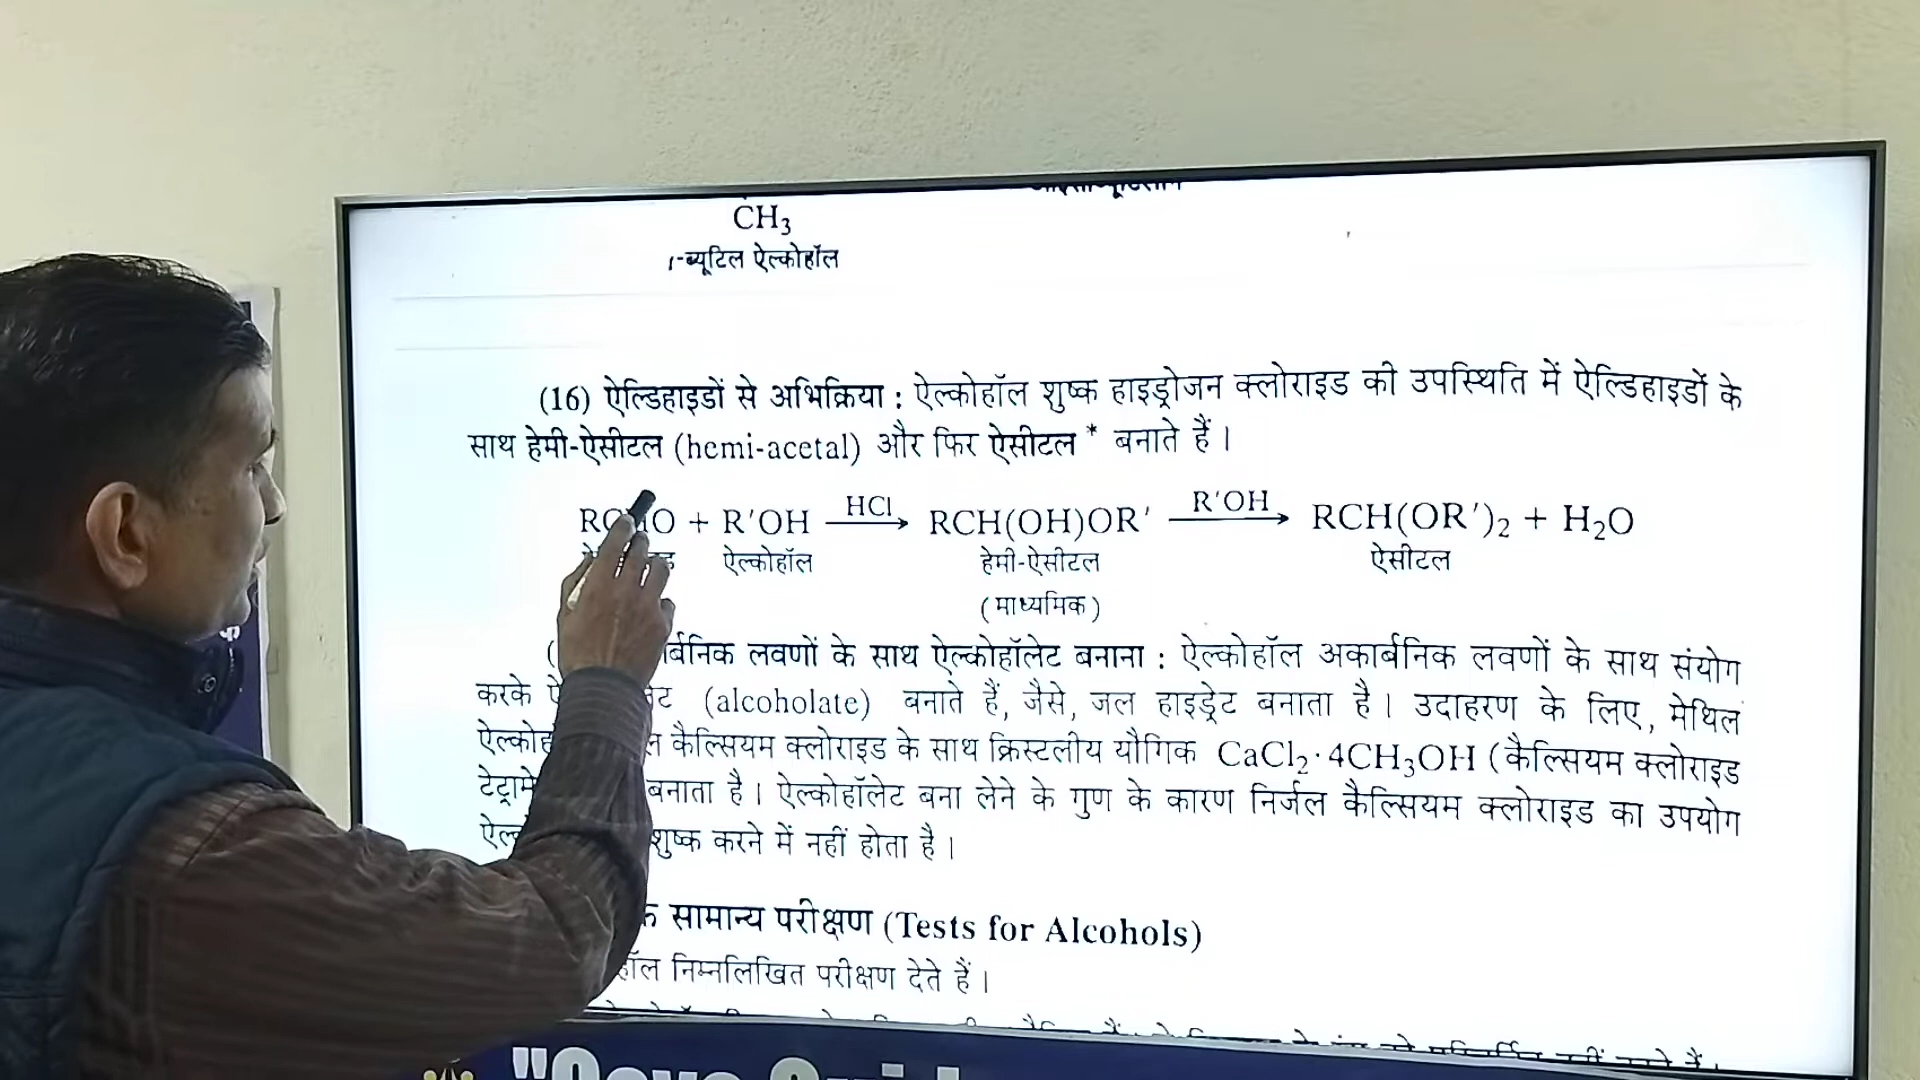 CH₃
t-ब्यूटिल ऐल्कोहॉल
(16) ऐल्डिहाइडों से अभिक्रिया : ऐल्कोहॉल शुष्क हाइड्रोजन क्लोराइड की उपस्थिति में ऐल्डिहाइडों के
साथ हेमी-ऐसीटल (hemi-acetal) और फिर ऐसीटल * बनाते हैं ।
+ R′OH —HCl→ RCH(OH)OR′ —R′OH→ RCH(OR′)₂ + H₂O
ऐल्कोहॉल हेमी-ऐसीटल ऐसीटल
(माध्यमिक)
लवणों के साथ ऐल्कोहॉलेट बनाना : ऐल्कोहॉल अकार्बनिक लवणों के साथ संयोग
करके (alcoholate) बनाते हैं, जैसे, जल हाइड्रेट बनाता है । उदाहरण के लिए, मेथिल
कैल्सियम क्लोराइड के साथ क्रिस्टलीय यौगिक CaCl₂·4CH₃OH (कैल्सियम क्लोराइड
बनाता है । ऐल्कोहॉलेट बना लेने के गुण के कारण निर्जल कैल्सियम क्लोराइड का उपयोग
शुष्क करने में नहीं होता है ।
सामान्य परीक्षण (Tests for Alcohols)
निम्नलिखित परीक्षण देते हैं ।